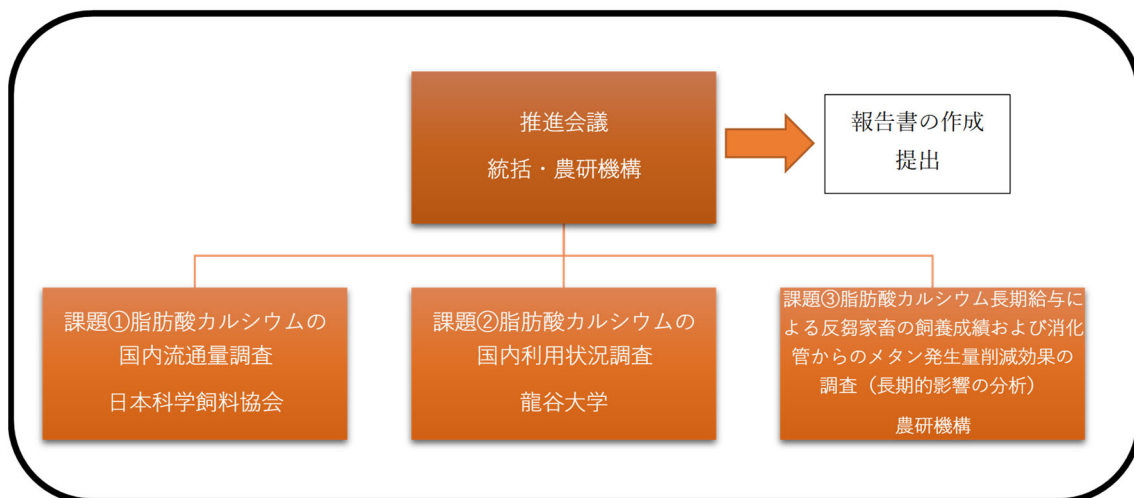 推進会議
統括・農研機構
報告書の作成
提出
課題①脂肪酸カルシウムの
国内流通量調査
日本科学飼料協会
課題②脂肪酸カルシウムの
国内利用状況調査
龍谷大学
課題③脂肪酸カルシウム長期給与に
よる反芻家畜の飼養成績および消化
管からのメタン発生量削減効果の
調査（長期的影響の分析）
農研機構